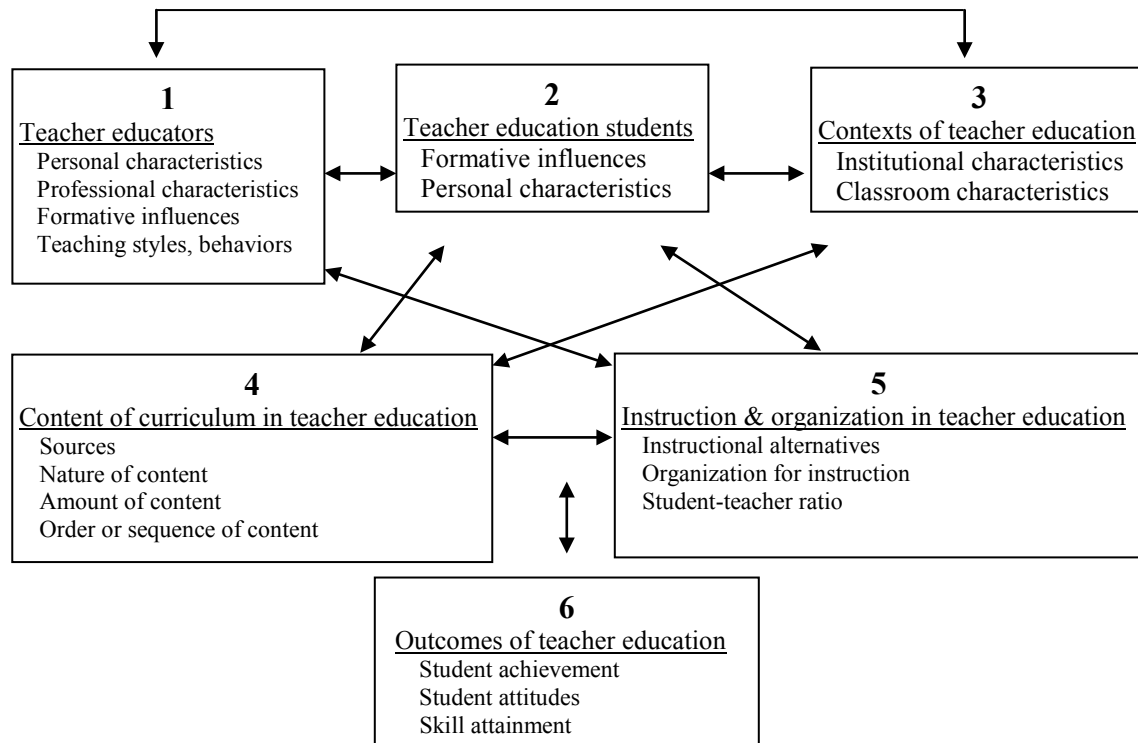 1
Teacher educators
Personal characteristics
Professional characteristics
Formative influences
Teaching styles, behaviors
2
Teacher education students
Formative influences
Personal characteristics
3
Contexts of teacher education
Institutional characteristics
Classroom characteristics
4
Content of curriculum in teacher education
Sources
Nature of content
Amount of content
Order or sequence of content
5
Instruction & organization in teacher education
Instructional alternatives
Organization for instruction
Student-teacher ratio
6
Outcomes of teacher education
Student achievement
Student attitudes
Skill attainment